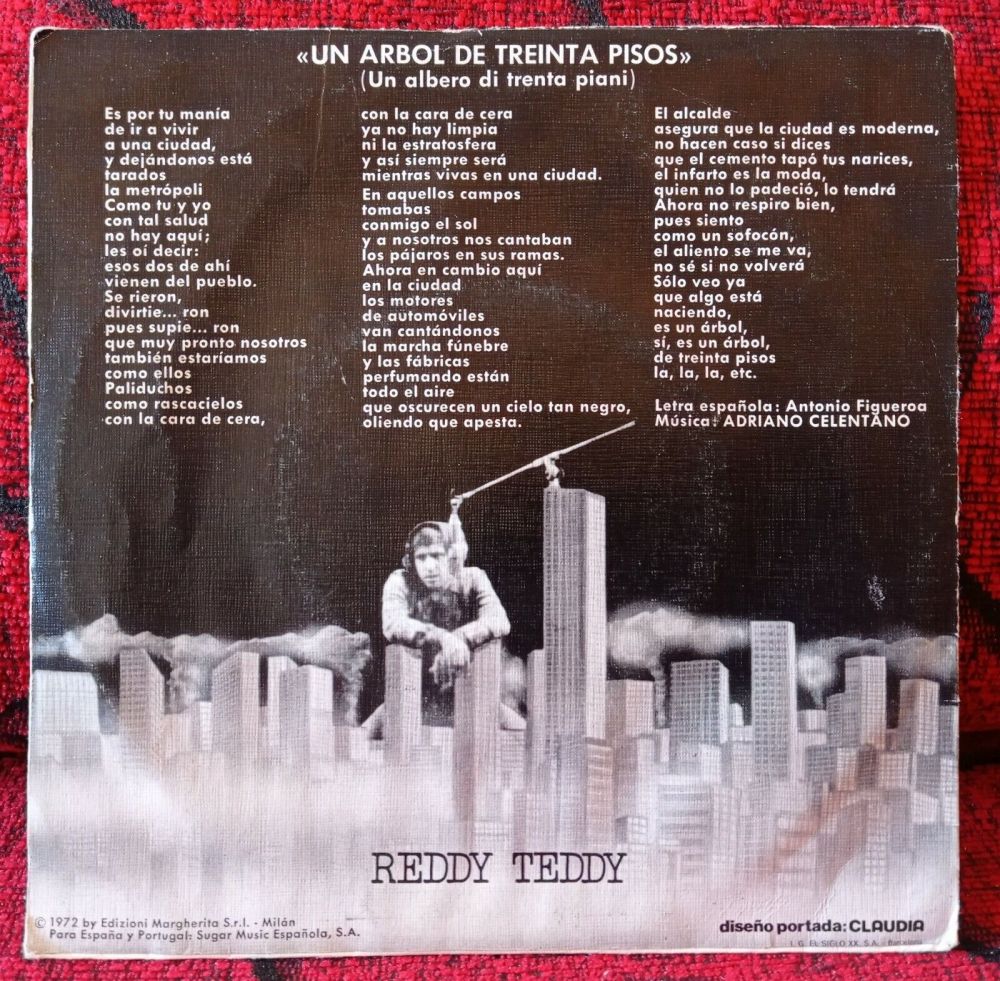 «UN ARBOL DE TREINTA PISOS»
(Un albero di trenta piani)
Es por tu manía
de ir a vivir
a una ciudad,
y dejándonos está
tarados
la metrópoli
Como tu y yo
con tal salud
no hay aquí;
les oí decir:
esos dos de ahí
vienen del pueblo.
Se rieron,
divirtie... ron
pues supie... ron
que muy pronto nosotros
también estaríamos
como ellos
Paliduchos
como rascacielos
con la cara de cera,
con la cara de cera
ya no hay limpia
ni la estratosfera
y así siempre será
mientras vivas en una ciudad.
En aquellos campos
tomabas
conmigo el sol
y a nosotros nos cantaban
los pájaros en sus ramas.
Ahora en cambio aquí
en la ciudad
los motores
de automóviles
van cantándonos
la marcha fúnebre
y las fábricas
perfumando están
todo el aire
que oscurecen un cielo tan negro,
oliendo que apesta.
El alcalde
asegura que la ciudad es moderna,
no hacen caso si dices
que el cemento tapó tus narices,
el infarto es la moda,
quien no lo padeció, lo tendrá
Ahora no respiro bien,
pues siento
como un sofocón,
el aliento se me va,
no sé si no volverá
Sólo veo ya
que algo está
naciendo,
es un árbol,
sí, es un árbol,
de treinta pisos
la, la, la, etc.
Letra española: Antonio Figueroa
Música: ADRIANO CELENTANO
REDDY TEDDY
© 1972 by Edizioni Margherita S.r.l. - Milán
Para España y Portugal: Sugar Music Española, S.A.
diseño portada: CLAUDIA
I. G. EL SIGLO XX, S.A. - Barcelona